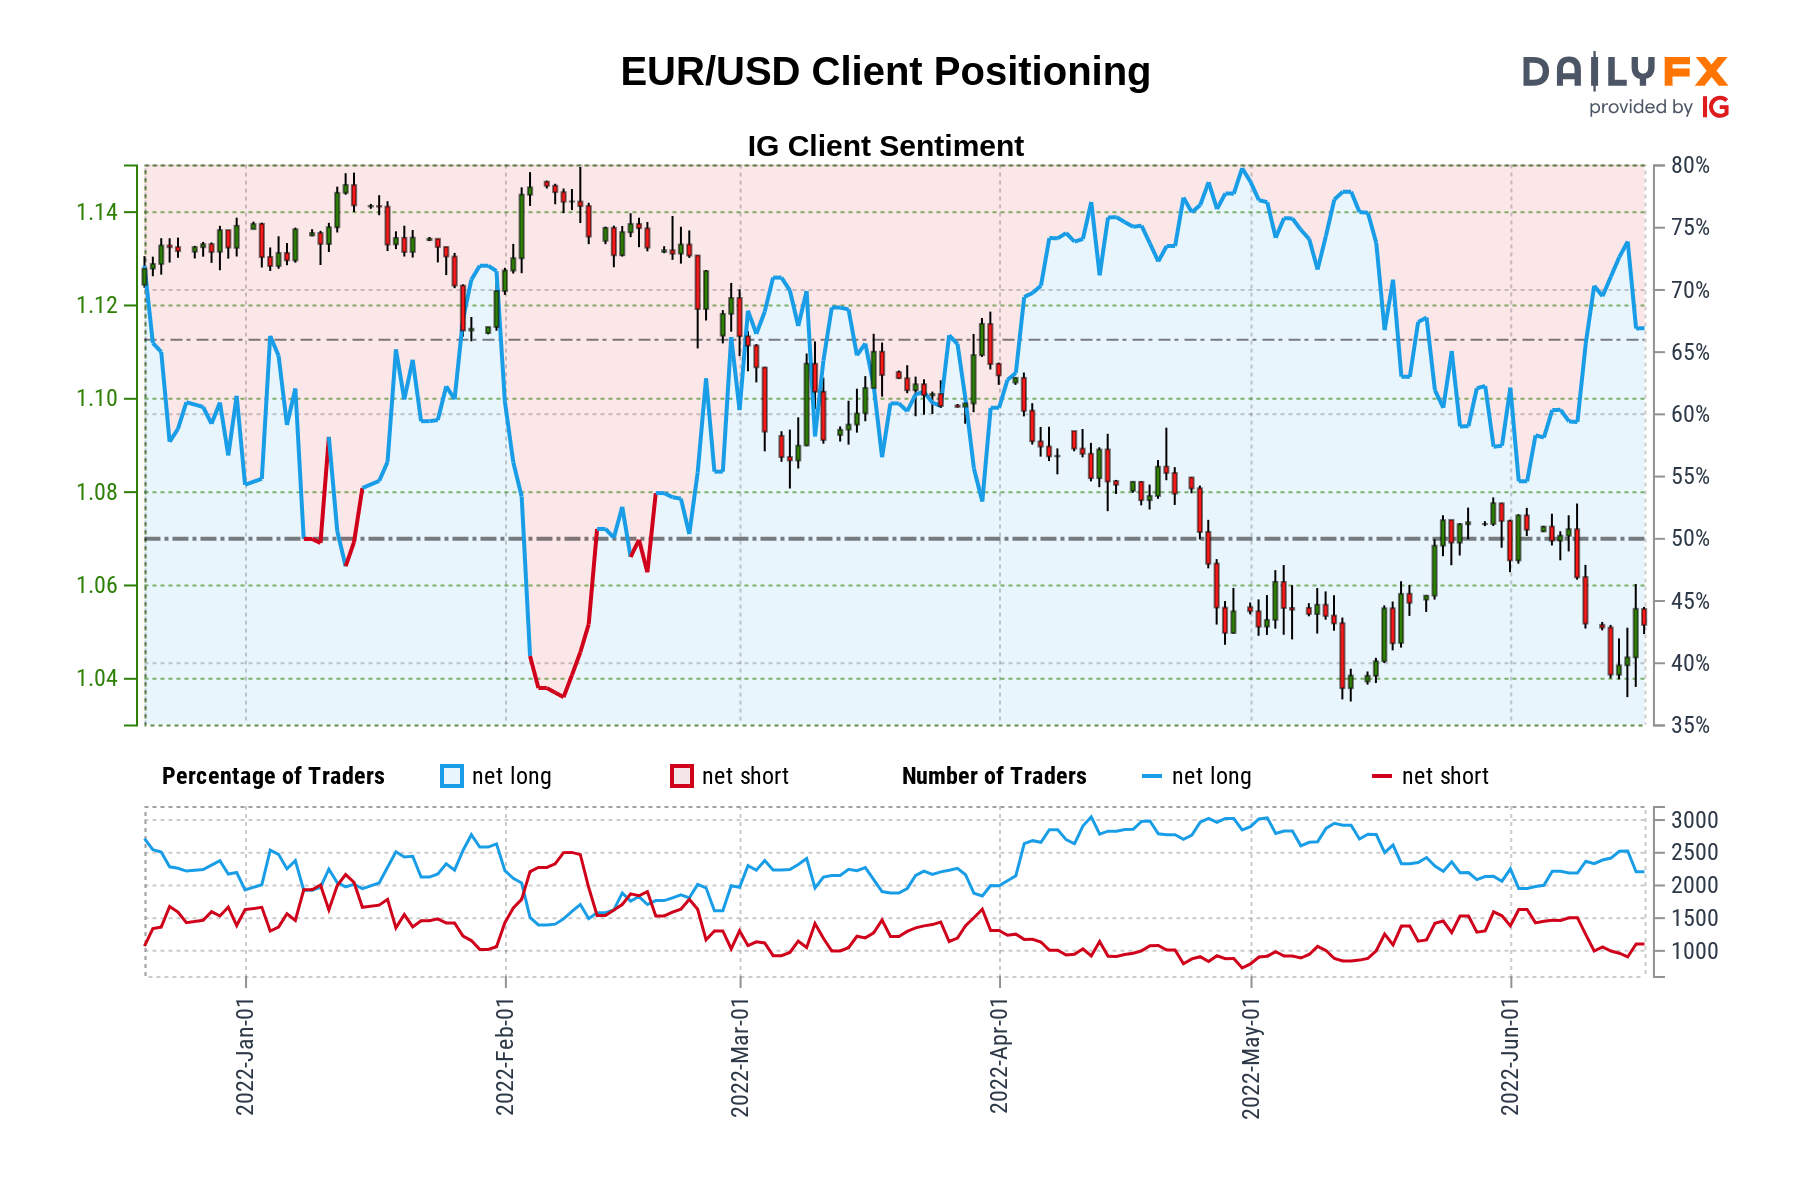 EUR/USD Client Positioning
DAILYFX
provided by IG
IG Client Sentiment
1.14
1.12
1.10
1.08
1.06
1.04
80%
75%
70%
65%
60%
55%
50%
45%
40%
35%
Percentage of Traders net long net short Number of Traders net long net short
3000
2500
2000
1500
1000
2022-Jan-01
2022-Feb-01
2022-Mar-01
2022-Apr-01
2022-May-01
2022-Jun-01